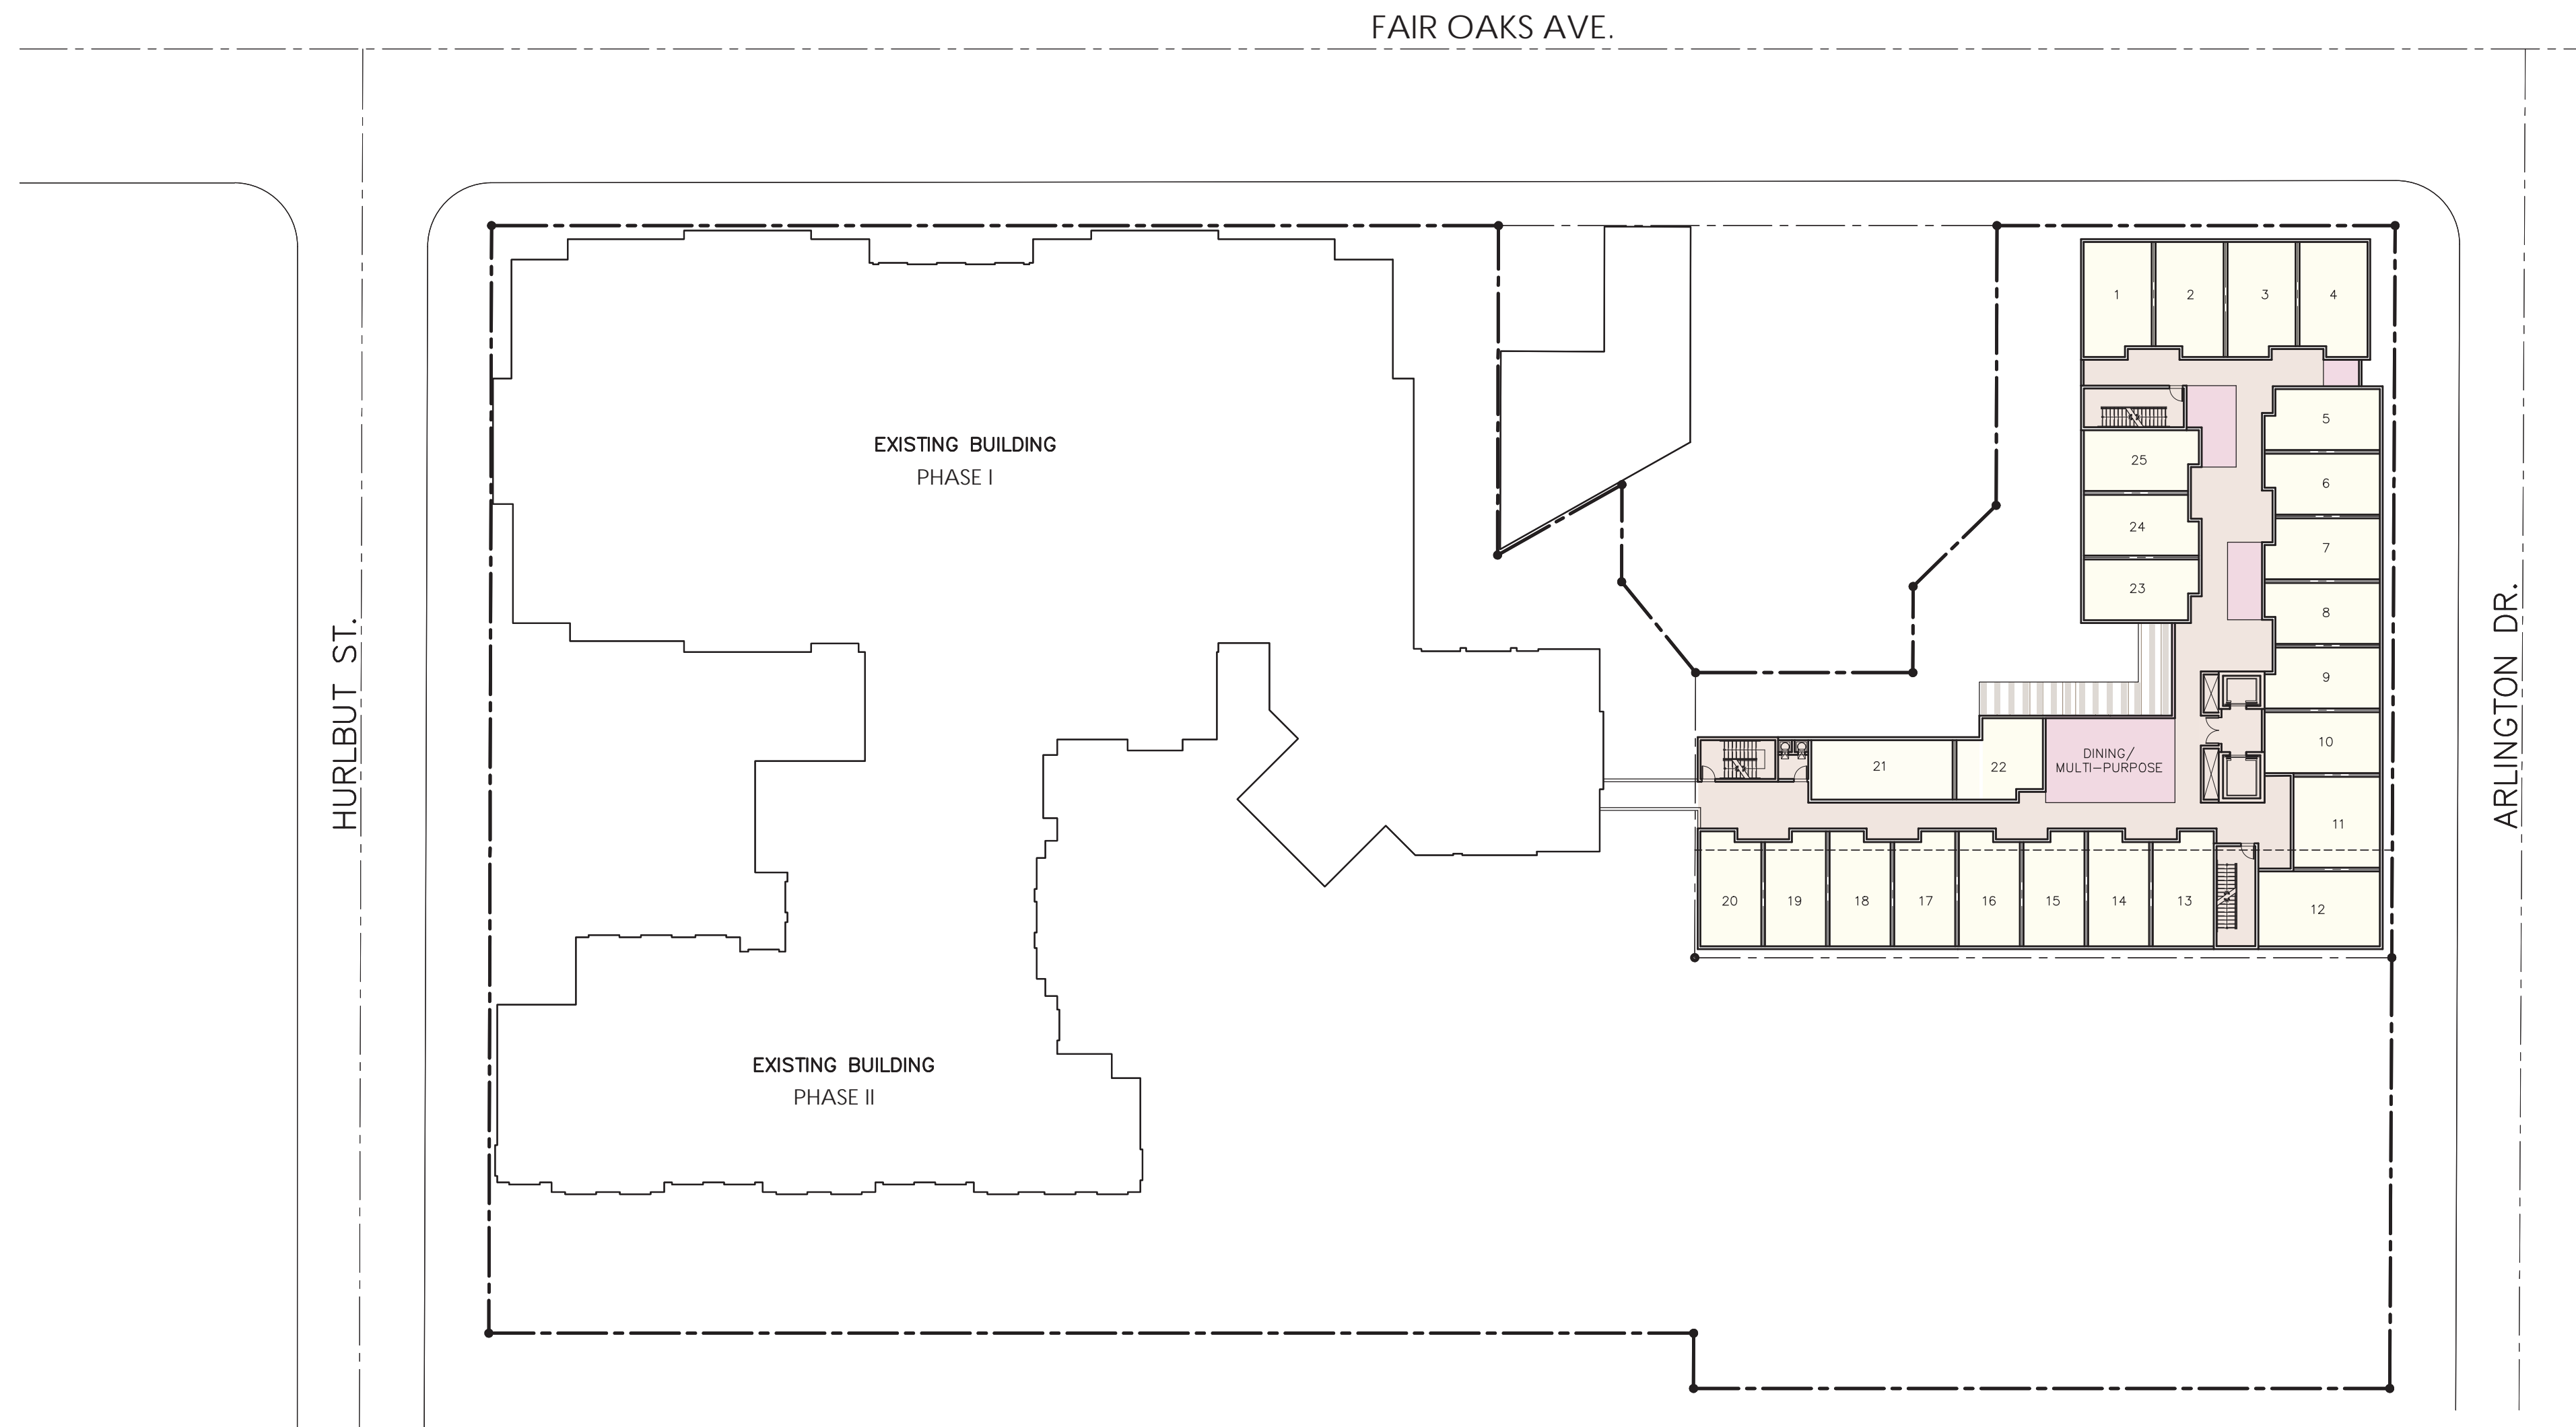 FAIR OAKS AVE.
HURLBUT ST.
ARLINGTON DR.
EXISTING BUILDING
PHASE I
EXISTING BUILDING
PHASE II
1
2
3
4
5
6
7
8
9
10
11
12
13
14
15
16
17
18
19
20
21
22
DINING/
MULTI-PURPOSE
23
24
25